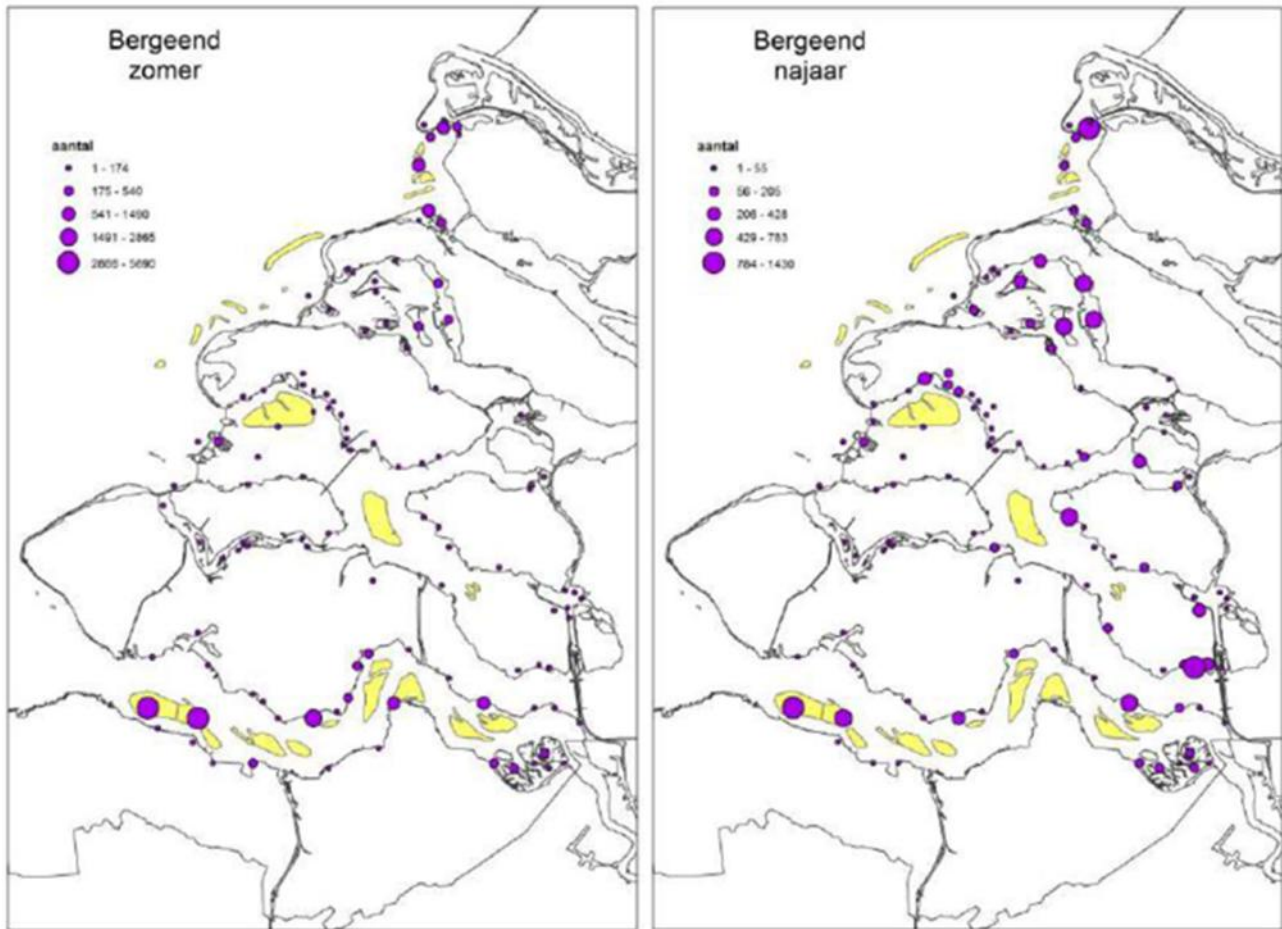 Bergeend
zomer
aantal
1 - 174
175 - 540
541 - 1490
1491 - 2865
2866 - 5690
Bergeend
najaar
aantal
1 - 55
56 - 205
206 - 428
429 - 783
784 - 1430